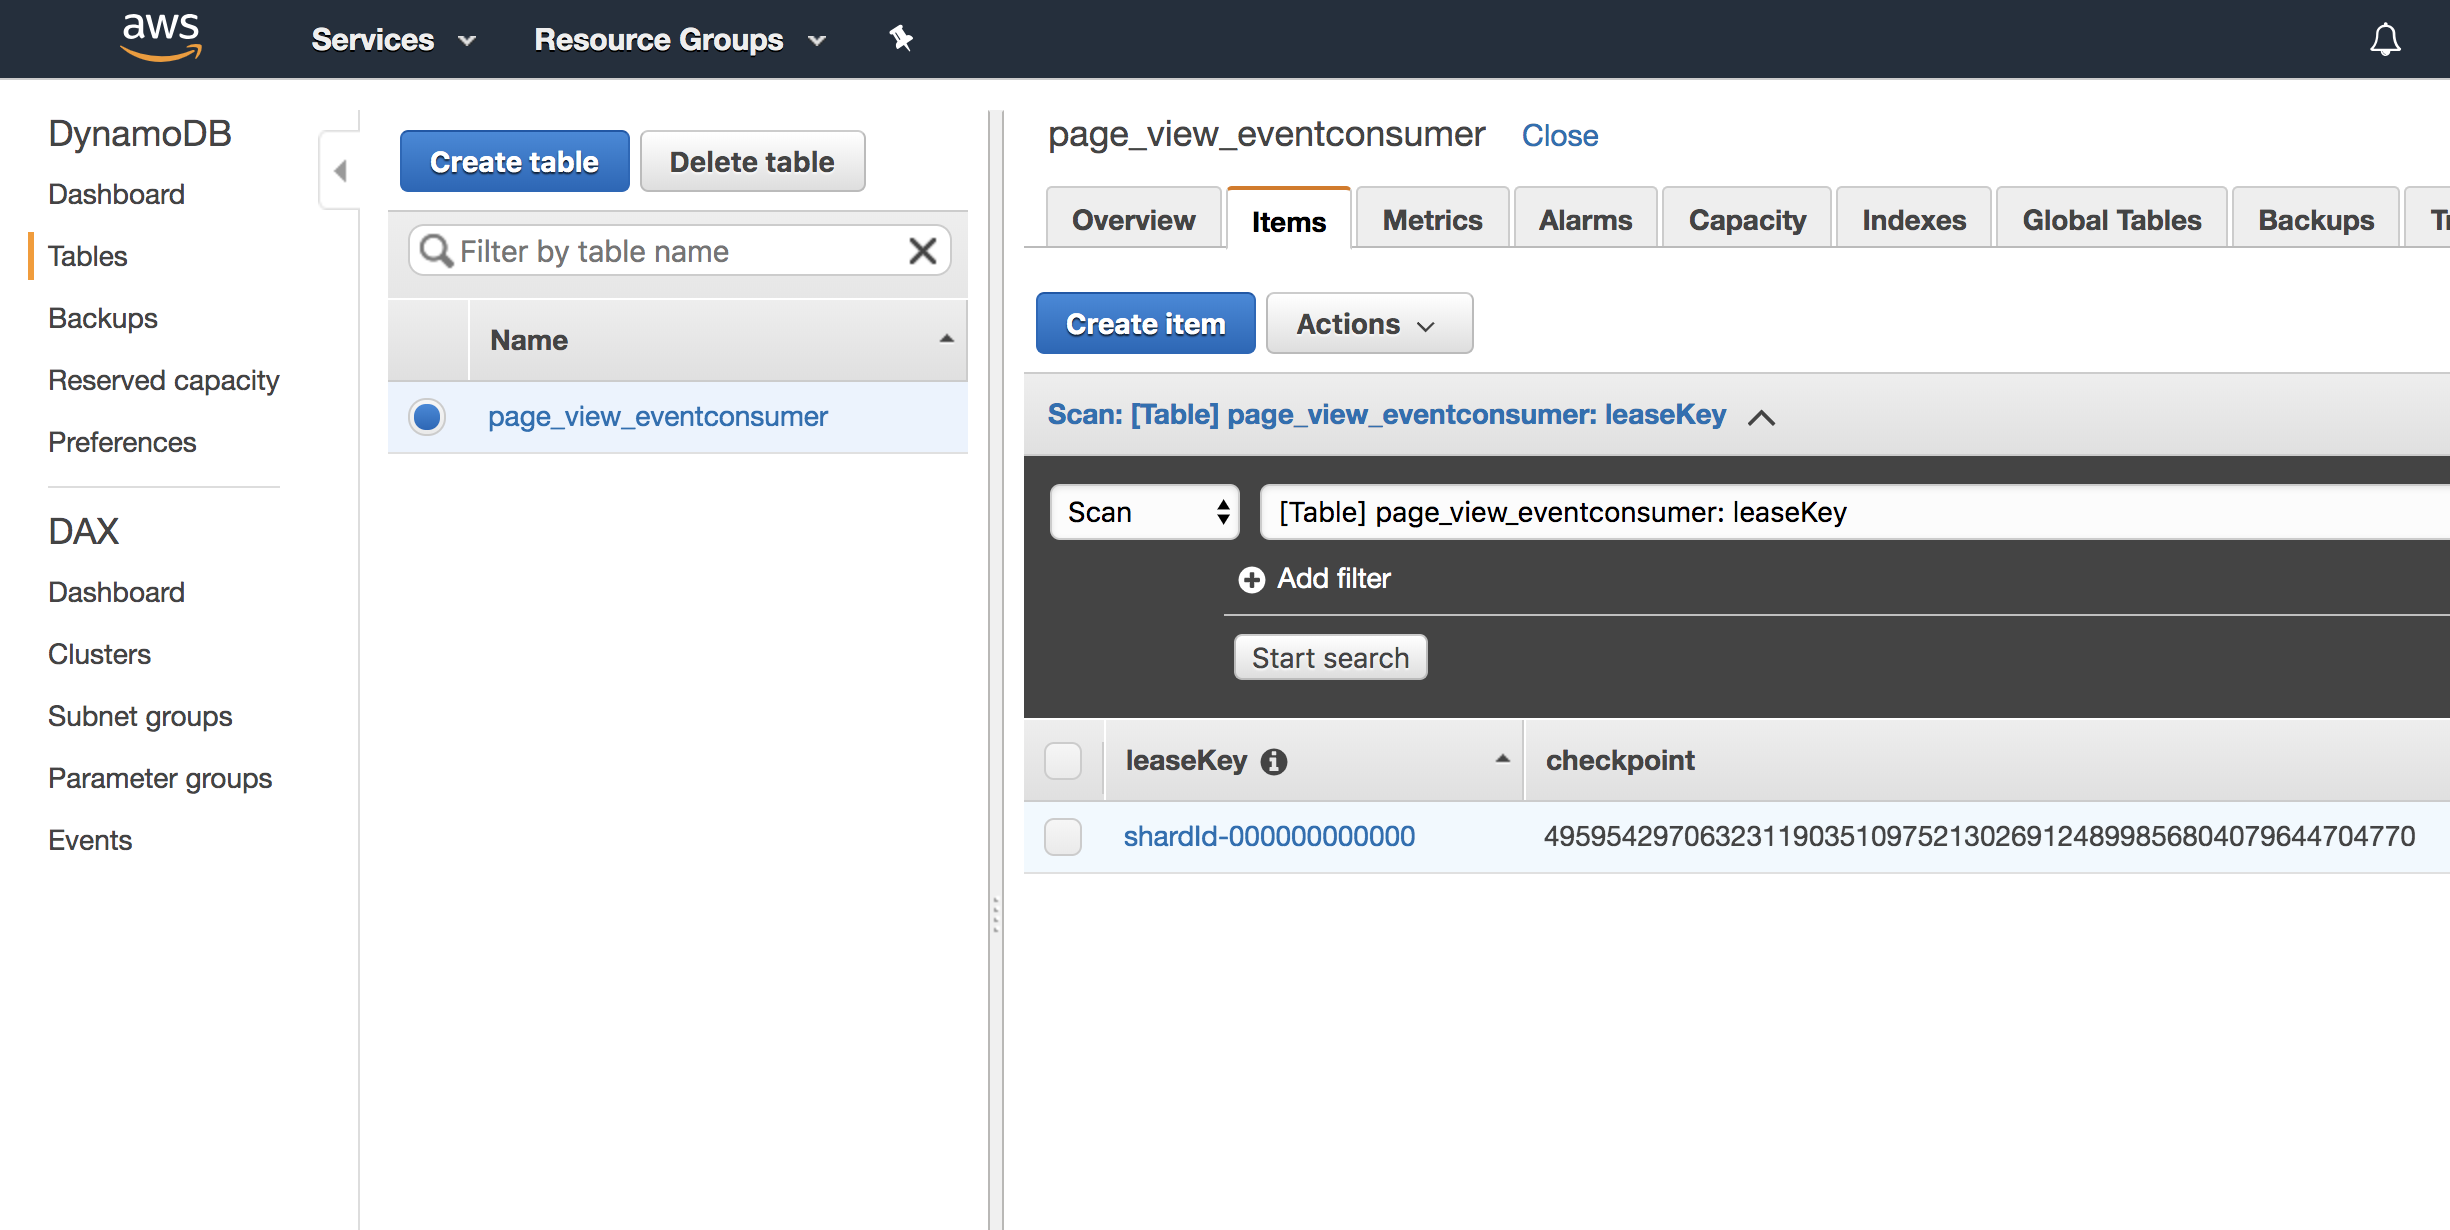 aws
Services
Resource Groups
DynamoDB
Dashboard
Tables
Backups
Reserved capacity
Preferences
DAX
Dashboard
Clusters
Subnet groups
Parameter groups
Events
Create table
Delete table
Filter by table name
Name
page_view_eventconsumer
page_view_eventconsumer Close
Overview Items Metrics Alarms Capacity Indexes Global Tables Backups
Create item
Actions
Scan: [Table] page_view_eventconsumer: leaseKey
Scan
[Table] page_view_eventconsumer: leaseKey
Add filter
Start search
leaseKey checkpoint
shardId-000000000000 49595429706323119035109752130269124899856804079644704770